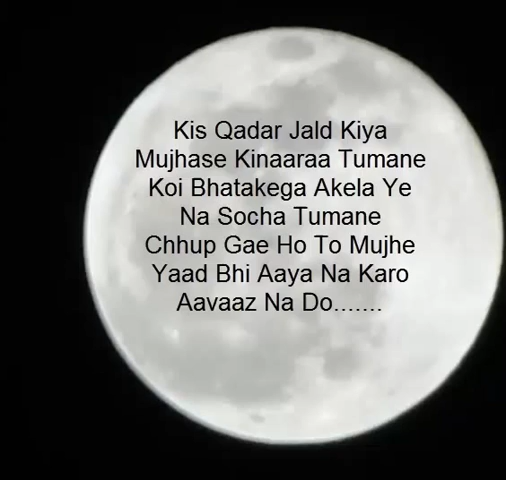 Kis Qadar Jald Kiya
Mujhase Kinaaraa Tumane
Koi Bhatakega Akela Ye
Na Socha Tumane
Chhup Gae Ho To Mujhe
Yaad Bhi Aaya Na Karo
Aavaaz Na Do.......